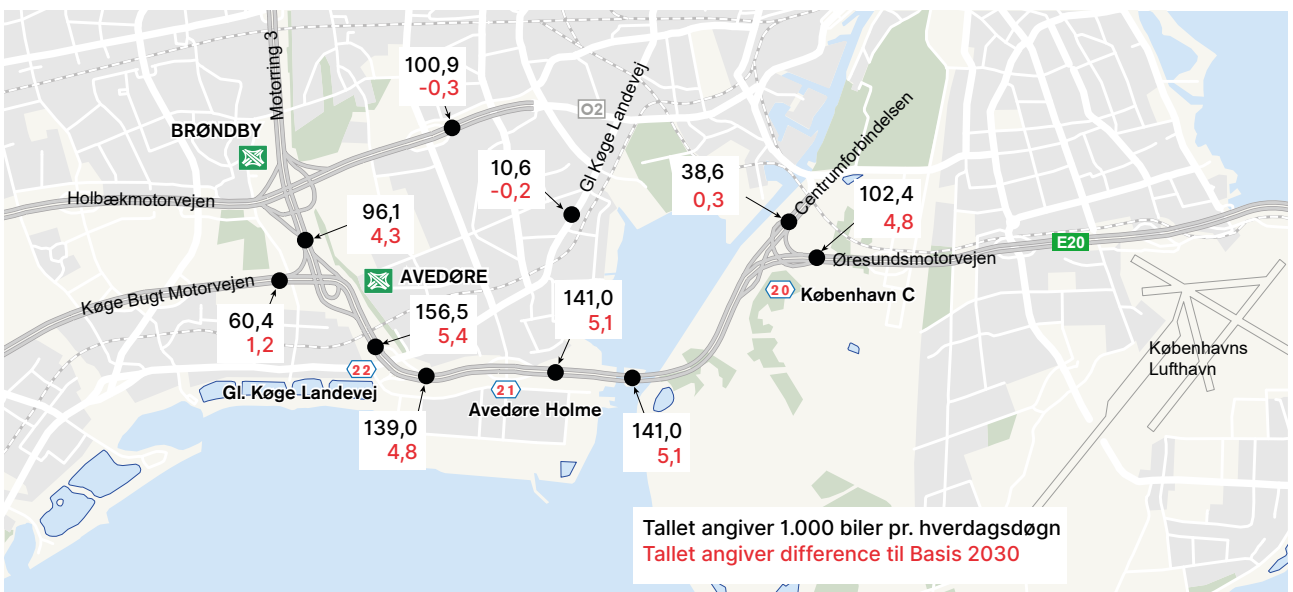 Motorring 3
100,9
-0,3
O2
Gl Køge Landevej
BRØNDBY
10,6
-0,2
38,6
0,3
Centrumforbindelsen
102,4
4,8
Holbækmotorvejen
96,1
4,3
E20
Øresundsmotorvejen
AVEDØRE
Køge Bugt Motorvejen
20
København C
141,0
5,1
156,5
5,4
60,4
1,2
Københavns
Lufthavn
22
Gl. Køge Landevej
21
Avedøre Holme
139,0
4,8
141,0
5,1
Tallet angiver 1.000 biler pr. hverdagsdøgn
Tallet angiver difference til Basis 2030